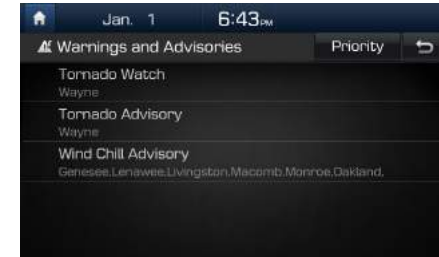 Jan. 1 6:43PM
Warnings and Advisories Priority
Tornado Watch
Wayne
Tornado Advisory
Wayne
Wind Chill Advisory
Genesee,Lenawee,Livingston,Macomb,Monroe,Oakland,